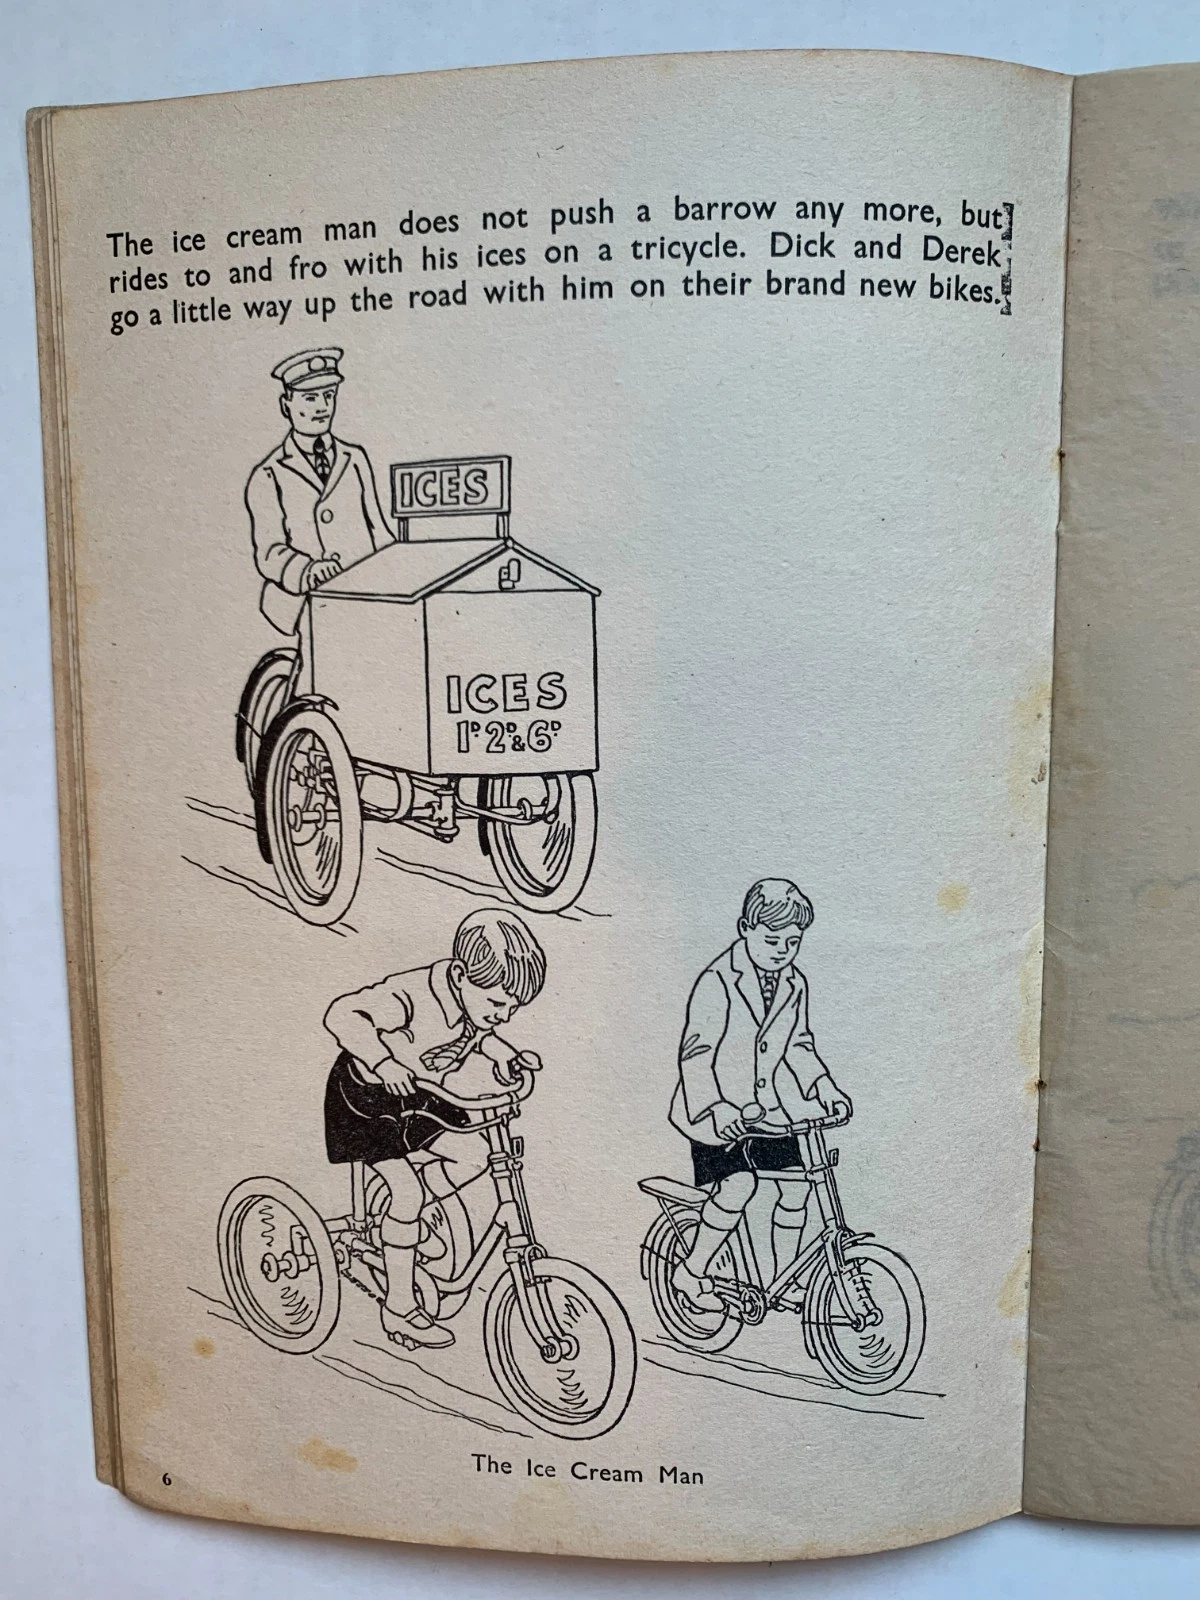 The ice cream man does not push a barrow any more, but
rides to and fro with his ices on a tricycle. Dick and Derek
go a little way up the road with him on their brand new bikes.
ICES
ICES
1ᴰ 2ᴰ & 6ᴰ
The Ice Cream Man
6